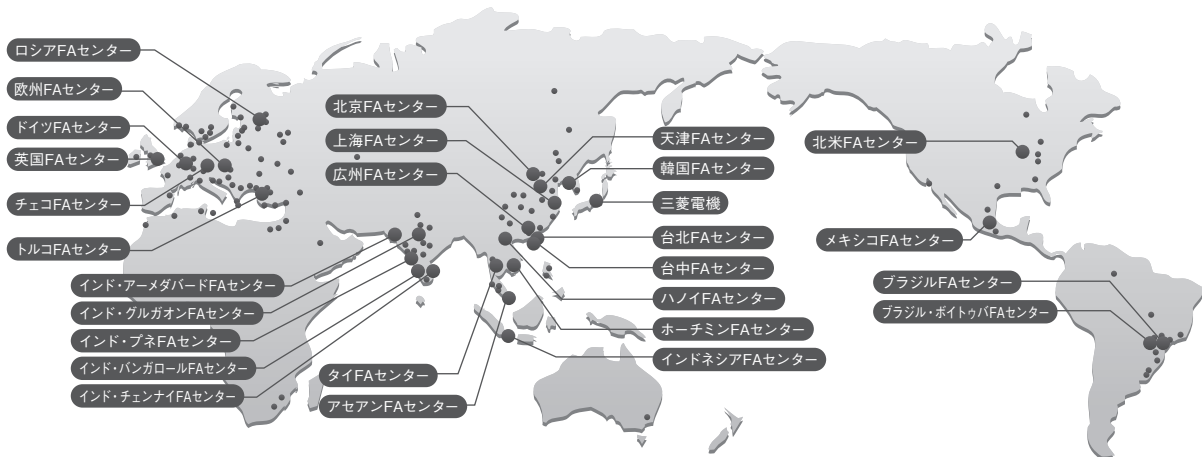 ロシアFAセンター
欧州FAセンター
ドイツFAセンター
英国FAセンター
チェコFAセンター
トルコFAセンター
インド・アーメダバードFAセンター
インド・グルガオンFAセンター
インド・プネFAセンター
インド・バンガロールFAセンター
インド・チェンナイFAセンター
北京FAセンター
上海FAセンター
広州FAセンター
タイFAセンター
アセアンFAセンター
天津FAセンター
韓国FAセンター
三菱電機
台北FAセンター
台中FAセンター
ハノイFAセンター
ホーチミンFAセンター
インドネシアFAセンター
北米FAセンター
メキシコFAセンター
ブラジルFAセンター
ブラジル・ボイトゥバFAセンター